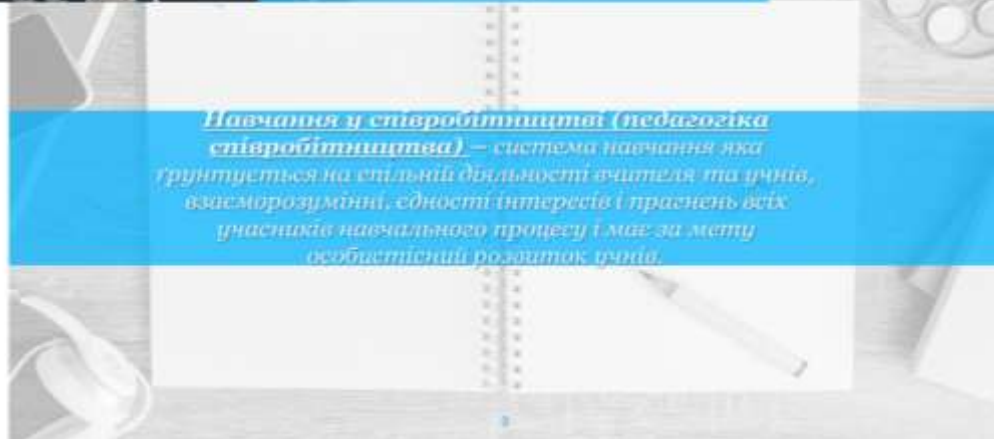 Навчання у співробітництві (педагогіка
співробітництва) – система навчання яка
ґрунтується на спільній діяльності вчителя та учнів,
взаєморозумінні, єдності інтересів і прагнень всіх
учасників навчального процесу і має за мету
особистісний розвиток учнів.